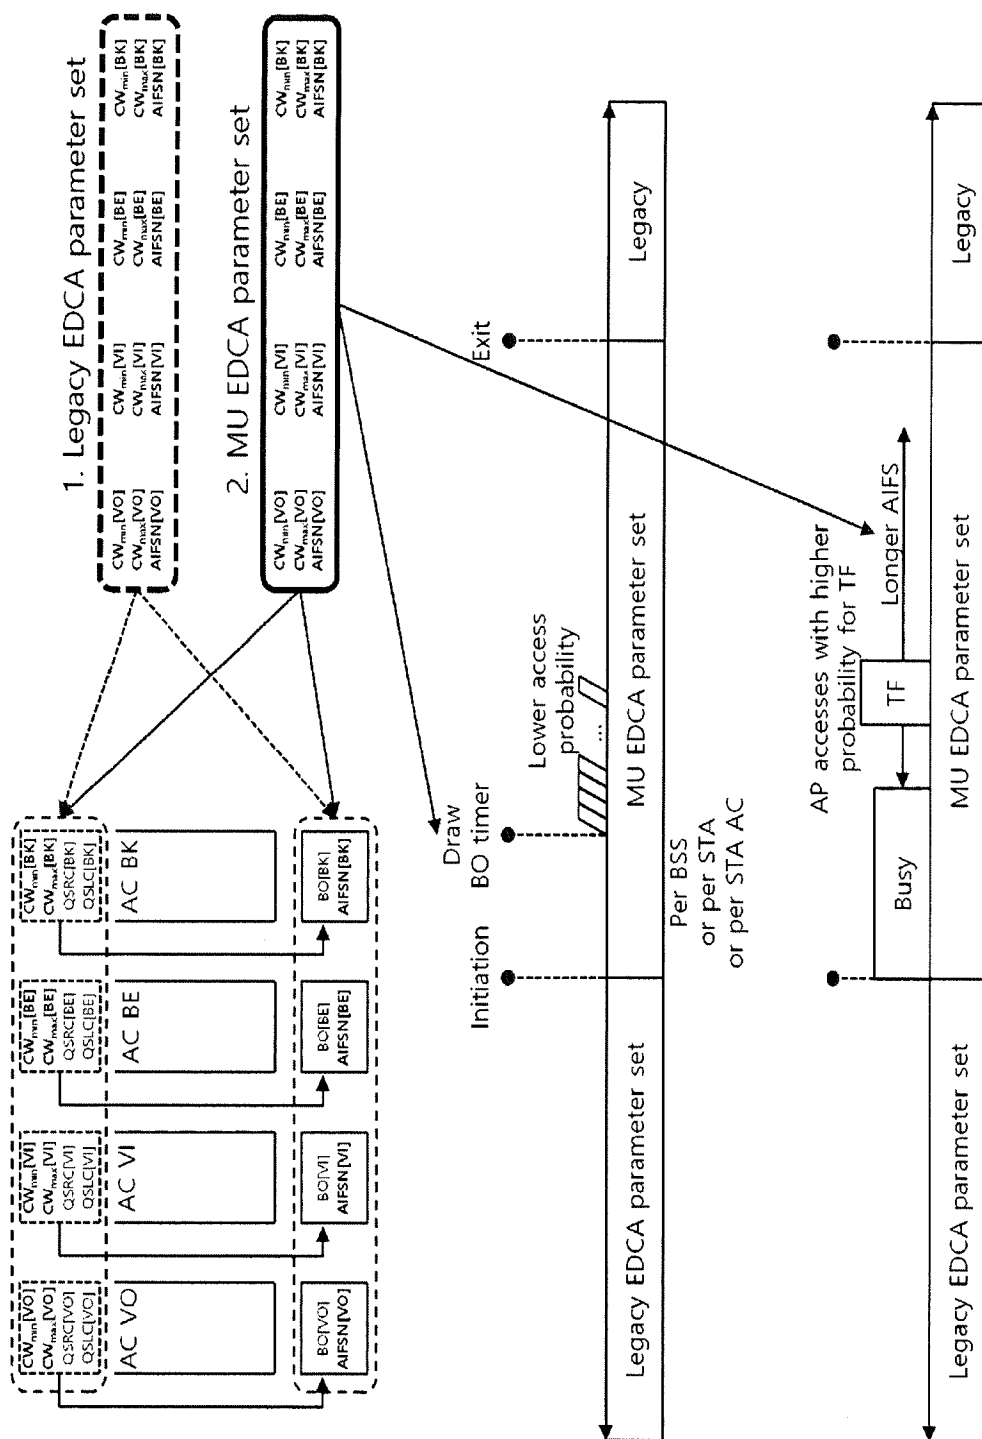 1. Legacy EDCA parameter set
CWmin[VO] CWmin[VI] CWmin[BE] CWmin[BK]
CWmax[VO] CWmax[VI] CWmax[BE] CWmax[BK]
AIFSN[VO] AIFSN[VI] AIFSN[BE] AIFSN[BK]
2. MU EDCA parameter set
CWmin[VO] CWmin[VI] CWmin[BE] CWmin[BK]
CWmax[VO] CWmax[VI] CWmax[BE] CWmax[BK]
AIFSN[VO] AIFSN[VI] AIFSN[BE] AIFSN[BK]
CWmin[VO] CWmin[VI] CWmin[BE] CWmin[BK]
CWmax[VO] CWmax[VI] CWmax[BE] CWmax[BK]
QSRC[VO] QSRC[VI] QSRC[BE] QSRC[BK]
QSLC[VO] QSLC[VI] QSLC[BE] QSLC[BK]
AC VO AC VI AC BE AC BK
BO[VO] BO[VI] BO[BE] BO[BK]
AIFSN[VO] AIFSN[VI] AIFSN[BE] AIFSN[BK]
Draw
Initiation BO timer Exit
Lower access
probability
...
Legacy EDCA parameter set MU EDCA parameter set Legacy
Per BSS
or per STA
or per STA AC
AP accesses with higher
probability for TF
Longer AIFS
Busy TF
Legacy EDCA parameter set MU EDCA parameter set Legacy